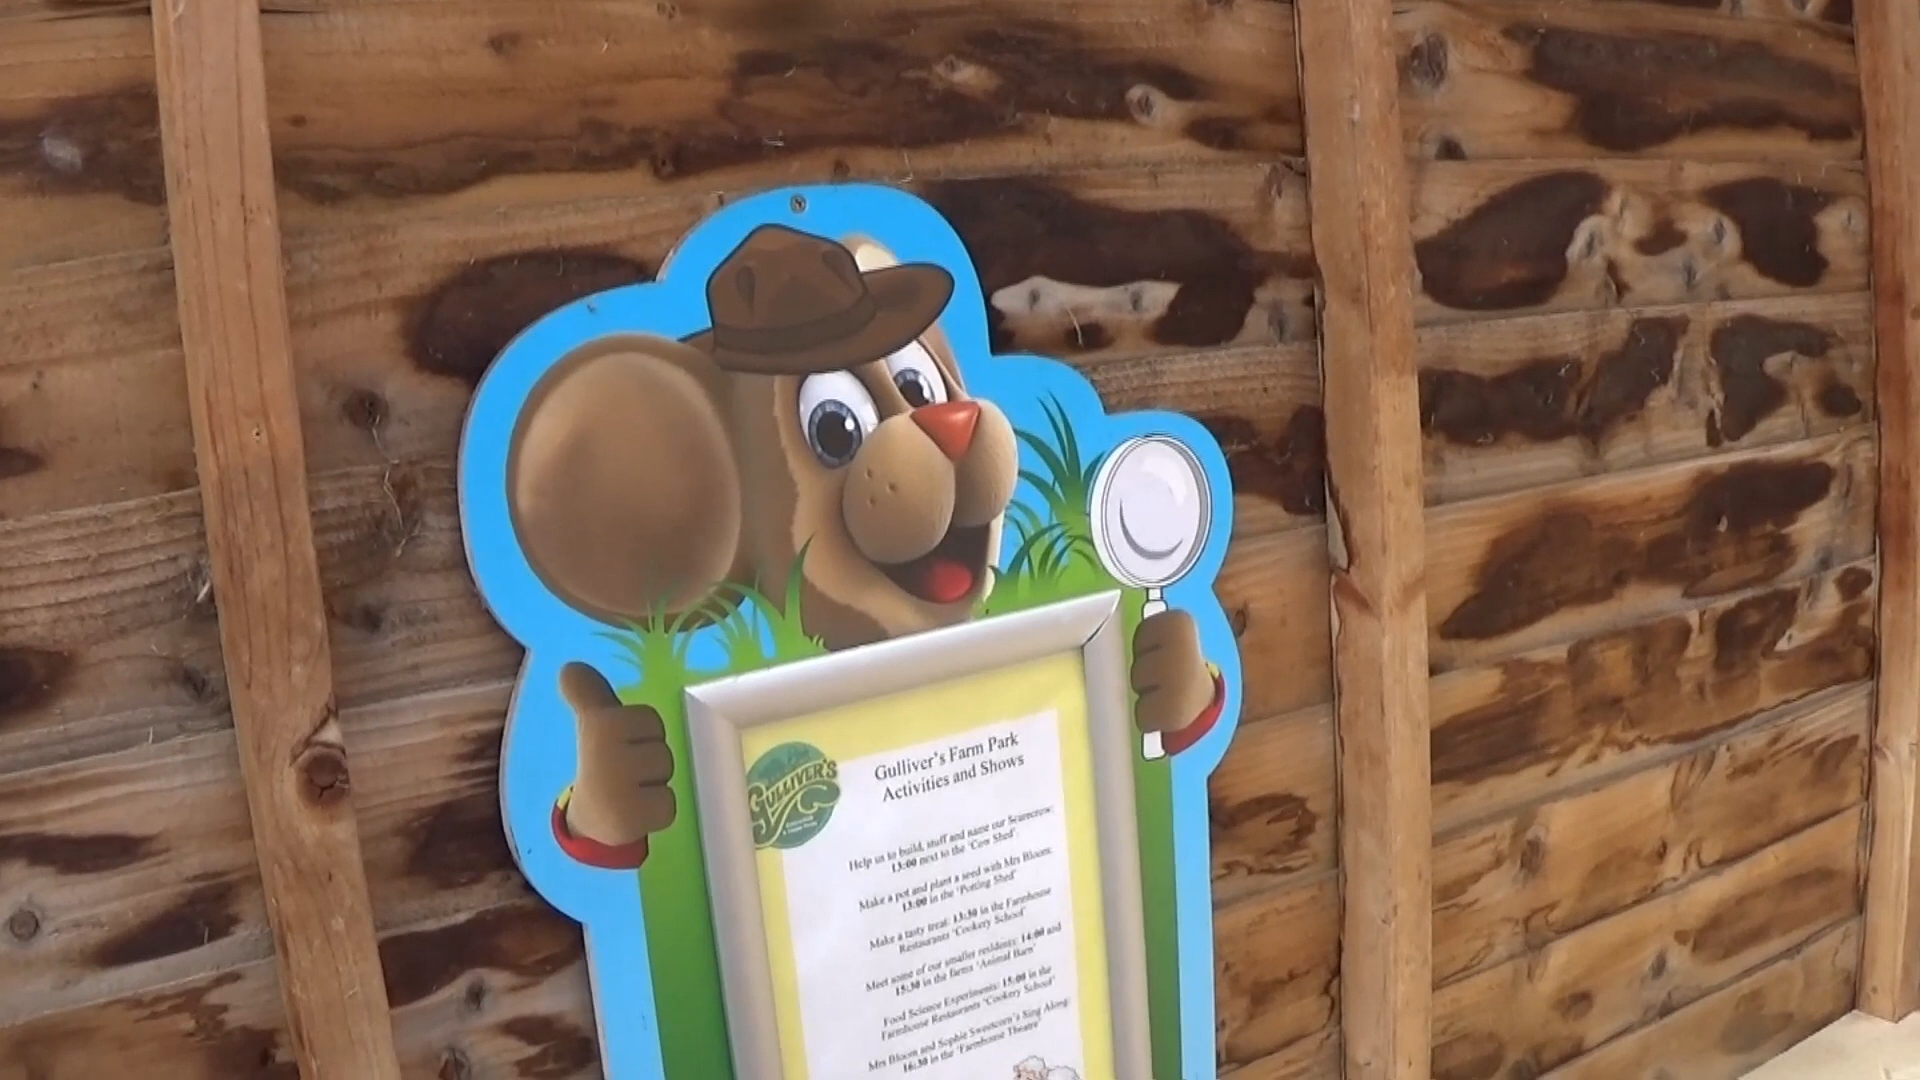 GULLIVER'S
Gulliver's Farm Park
Activities and Shows
Help us to build, stuff and name our Scarecrow:
13:00 next to the 'Cow Shed'.
Make a pot and plant a seed with Mrs Bloom:
13:00 in the 'Potting Shed'
Make a tasty treat: 13:30 in the Farmhouse
Restaurants 'Cookery School'
Meet some of our smaller residents: 14:00 and
15:30 in the farms 'Animal Barn'
Food Science Experiments: 15:00 in the
Farmhouse Restaurants 'Cookery School'
Mrs Bloom and Sophie Sweetcorn's Sing Along:
16:30 in the 'Farmhouse Theatre'